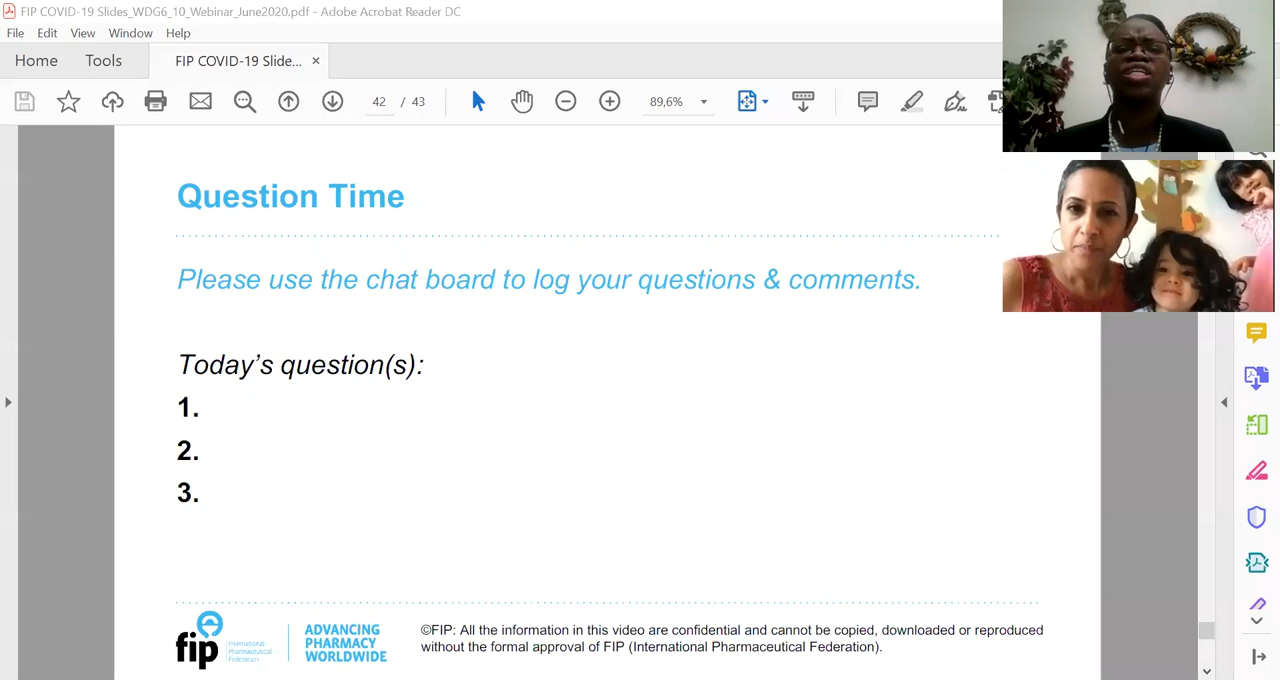 FIP COVID-19 Slides_WDG6_10_Webinar_June2020.pdf - Adobe Acrobat Reader DC
File Edit View Window Help
Home Tools FIP COVID-19 Slide... ×
42 / 43 89,6%
Question Time
Please use the chat board to log your questions & comments.
Today's question(s):
1.
2.
3.
fip
International
Pharmaceutical
Federation
ADVANCING
PHARMACY
WORLDWIDE
©FIP: All the information in this video are confidential and cannot be copied, downloaded or reproduced
without the formal approval of FIP (International Pharmaceutical Federation).